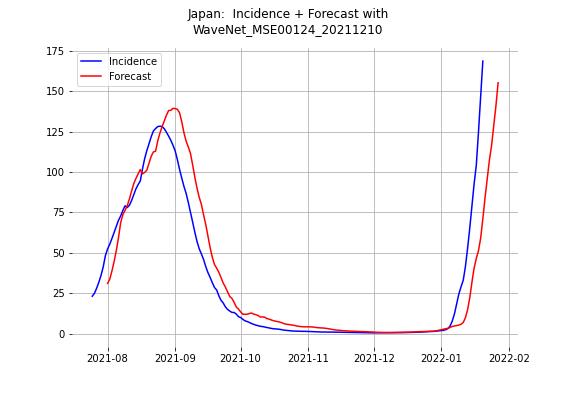 Japan:  Incidence + Forecast with
WaveNet_MSE00124_20211210
Incidence
Forecast
175
150
125
100
75
50
25
0
2021-08 2021-09 2021-10 2021-11 2021-12 2022-01 2022-02